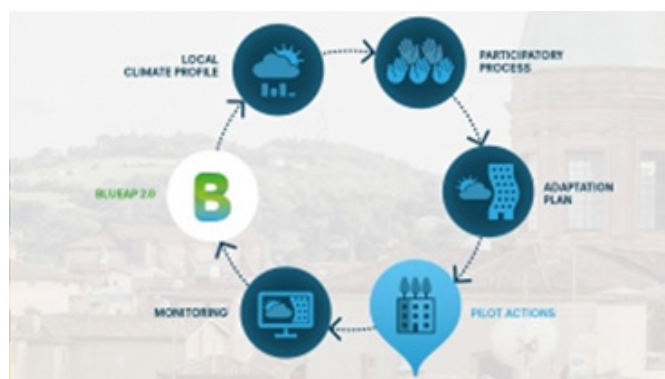 LOCAL
CLIMATE PROFILE
PARTICIPATORY
PROCESS
BLUEAP 2.0
B
ADAPTATION
PLAN
MONITORING
PILOT ACTIONS